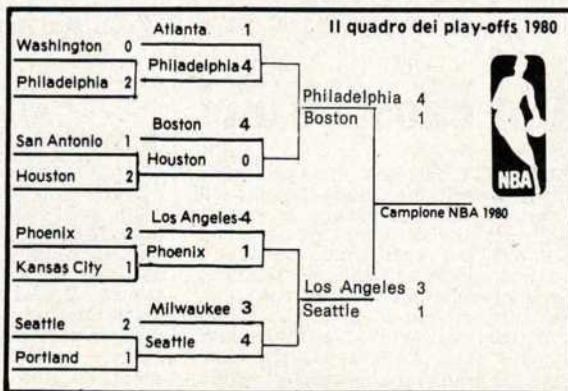 Il quadro dei play-offs 1980
Washington 0
Philadelphia 2
San Antonio 1
Houston 2
Phoenix 2
Kansas City 1
Seattle 2
Portland 1
Atlanta 1
Philadelphia 4
Boston 4
Houston 0
Los Angeles 4
Phoenix 1
Milwaukee 3
Seattle 4
Philadelphia 4
Boston 1
Los Angeles 3
Seattle 1
Campione NBA 1980
NBA